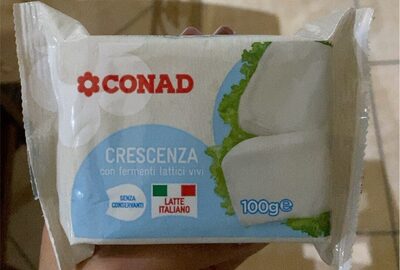 CONAD
CRESCENZA
con fermenti lattici vivi
SENZA
CONSERVANTI
LATTE
ITALIANO
100g℮